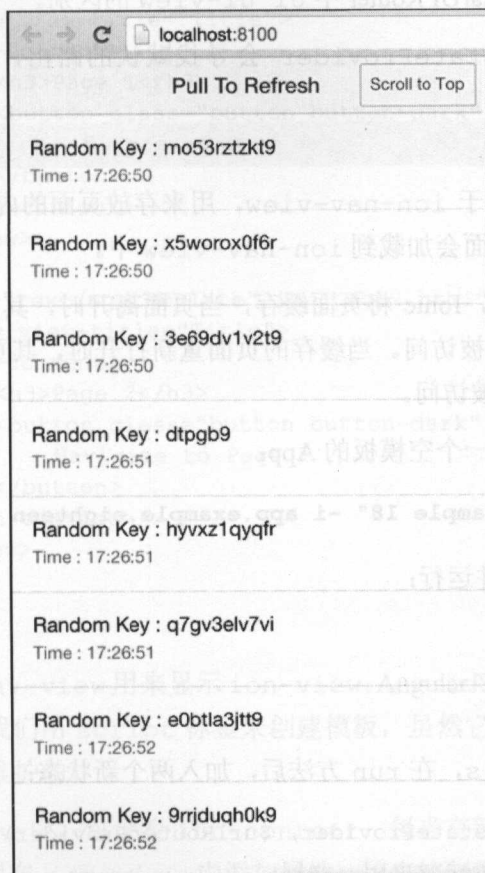 localhost:8100
Pull To Refresh
Scroll to Top
Random Key : mo53rztzkt9
Time : 17:26:50
Random Key : x5worox0f6r
Time : 17:26:50
Random Key : 3e69dv1v2t9
Time : 17:26:50
Random Key : dtpgb9
Time : 17:26:51
Random Key : hyvxz1qyqfr
Time : 17:26:51
Random Key : q7gv3elv7vi
Time : 17:26:51
Random Key : e0btla3jtt9
Time : 17:26:52
Random Key : 9rrjduqh0k9
Time : 17:26:52